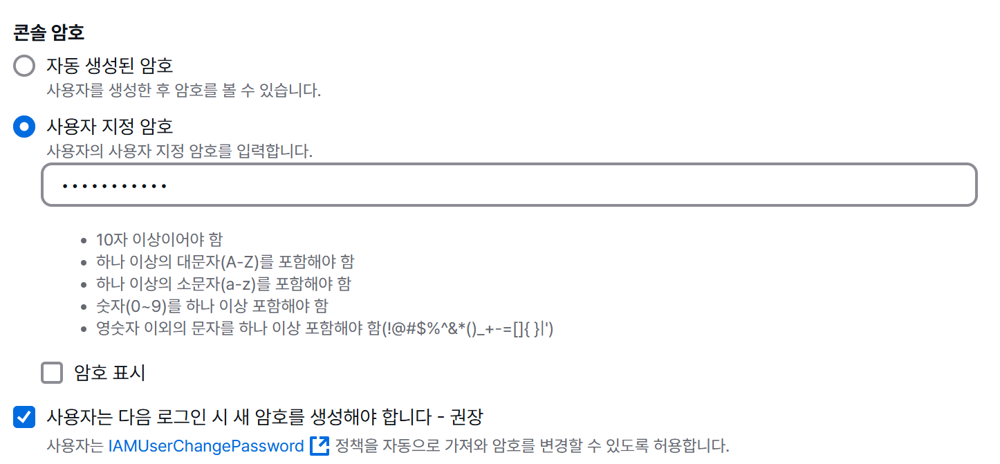 콘솔 암호
자동 생성된 암호
사용자를 생성한 후 암호를 볼 수 있습니다.
사용자 지정 암호
사용자의 사용자 지정 암호를 입력합니다.
•••••••••••
• 10자 이상이어야 함
• 하나 이상의 대문자(A-Z)를 포함해야 함
• 하나 이상의 소문자(a-z)를 포함해야 함
• 숫자(0~9)를 하나 이상 포함해야 함
• 영숫자 이외의 문자를 하나 이상 포함해야 함(!@#$%^&*()_+-=[]{ }|')
암호 표시
사용자는 다음 로그인 시 새 암호를 생성해야 합니다 - 권장
사용자는 IAMUserChangePassword 정책을 자동으로 가져와 암호를 변경할 수 있도록 허용합니다.